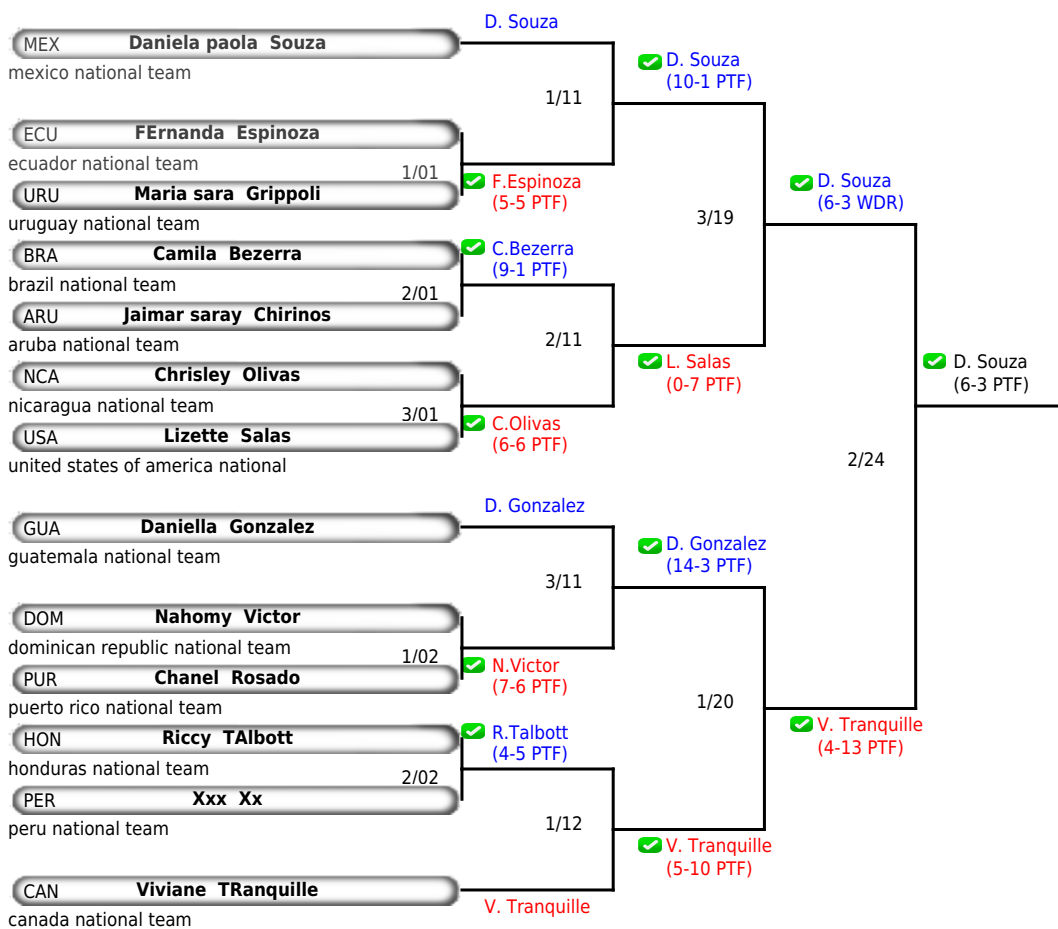 D. Souza
MEX Daniela paola Souza
mexico national team
D. Souza
(10-1 PTF)
1/11
ECU FErnanda Espinoza
ecuador national team
1/01
F.Espinoza
(5-5 PTF)
URU Maria sara Grippoli
uruguay national team
D. Souza
(6-3 WDR)
3/19
BRA Camila Bezerra
brazil national team
C.Bezerra
(9-1 PTF)
2/01
ARU Jaimar saray Chirinos
aruba national team
2/11
L. Salas
(0-7 PTF)
D. Souza
(6-3 PTF)
NCA Chrisley Olivas
nicaragua national team
3/01
C.Olivas
(6-6 PTF)
USA Lizette Salas
united states of america national
2/24
D. Gonzalez
GUA Daniella Gonzalez
guatemala national team
D. Gonzalez
(14-3 PTF)
3/11
DOM Nahomy Victor
dominican republic national team
1/02
N.Victor
(7-6 PTF)
PUR Chanel Rosado
puerto rico national team
1/20
V. Tranquille
(4-13 PTF)
HON Riccy TAlbott
honduras national team
R.Talbott
(4-5 PTF)
2/02
PER Xxx Xx
peru national team
1/12
V. Tranquille
(5-10 PTF)
CAN Viviane TRanquille
canada national team
V. Tranquille